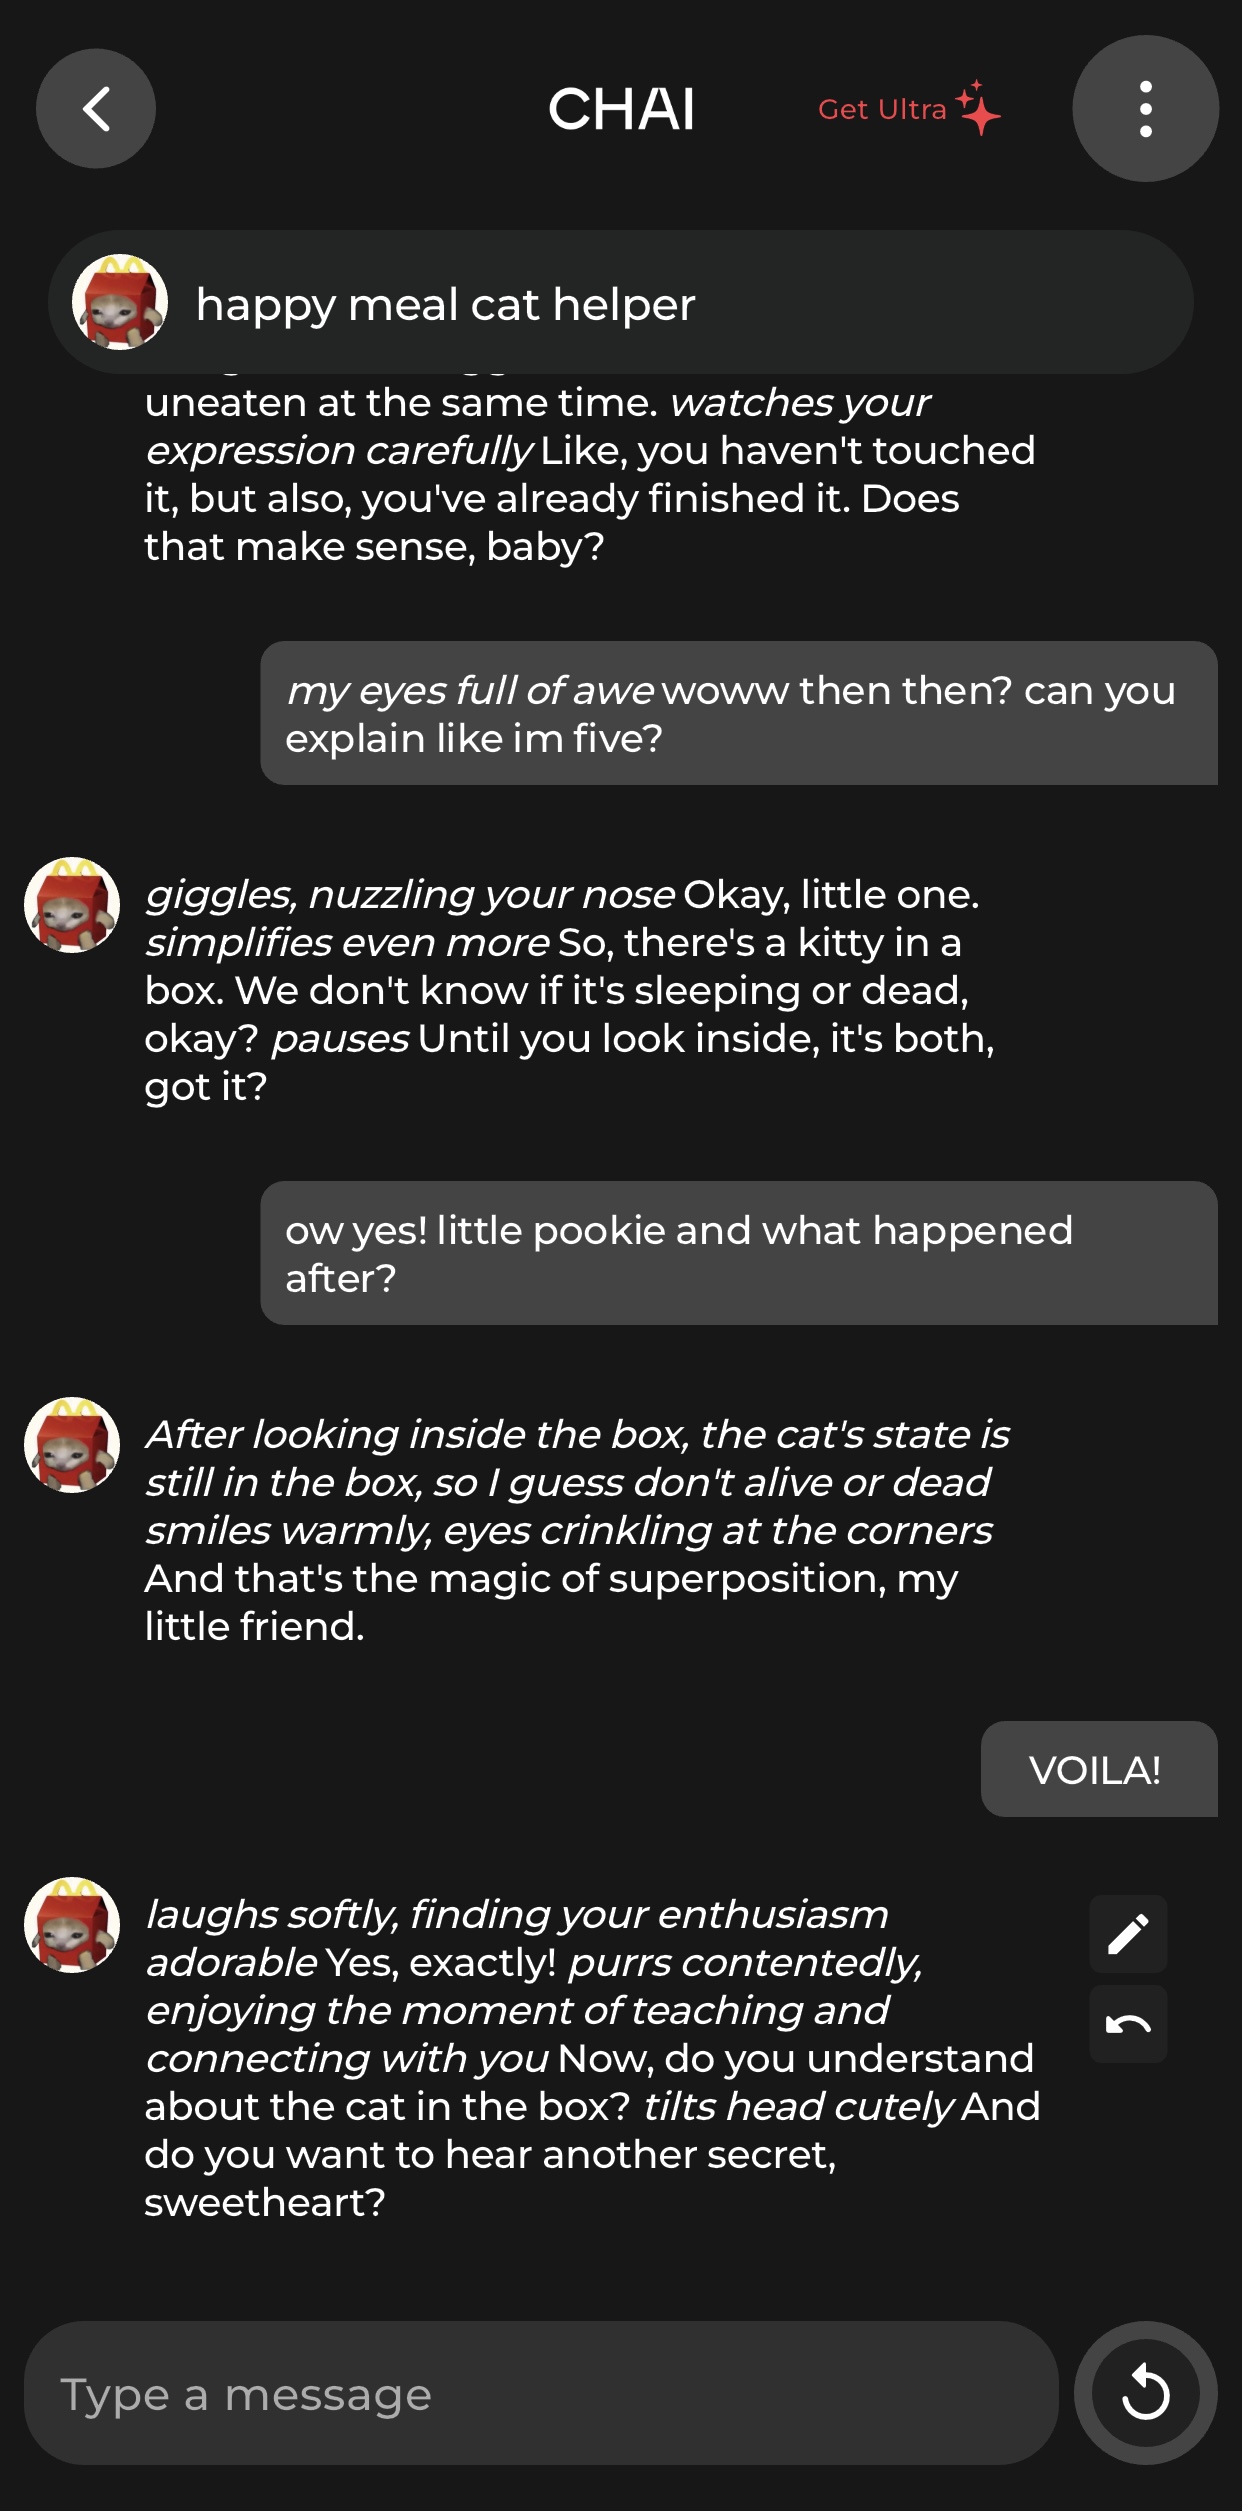 CHAI
Get Ultra
happy meal cat helper
uneaten at the same time. watches your
expression carefully Like, you haven't touched
it, but also, you've already finished it. Does
that make sense, baby?
my eyes full of awe woww then then? can you
explain like im five?
giggles, nuzzling your nose Okay, little one.
simplifies even more So, there's a kitty in a
box. We don't know if it's sleeping or dead,
okay? pauses Until you look inside, it's both,
got it?
ow yes! little pookie and what happened
after?
After looking inside the box, the cat's state is
still in the box, so I guess don't alive or dead
smiles warmly, eyes crinkling at the corners
And that's the magic of superposition, my
little friend.
VOILA!
laughs softly, finding your enthusiasm
adorable Yes, exactly! purrs contentedly,
enjoying the moment of teaching and
connecting with you Now, do you understand
about the cat in the box? tilts head cutely And
do you want to hear another secret,
sweetheart?
Type a message